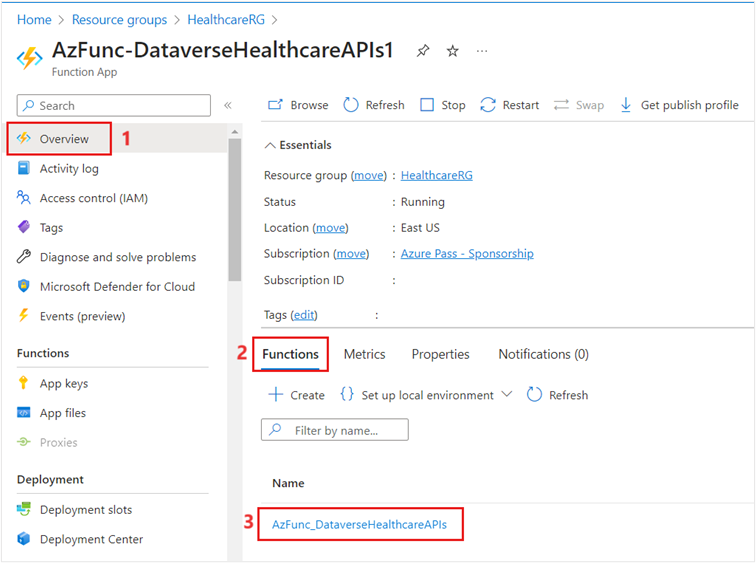 Home > Resource groups > HealthcareRG >
AzFunc-DataverseHealthcareAPIs1
Function App
Search
«
Overview
1
Activity log
Access control (IAM)
Tags
Diagnose and solve problems
Microsoft Defender for Cloud
Events (preview)
Functions
App keys
App files
Proxies
Deployment
Deployment slots
Deployment Center
Browse Refresh Stop Restart Swap Get publish profile
Essentials
Resource group (move) : HealthcareRG
Status : Running
Location (move) : East US
Subscription (move) : Azure Pass - Sponsorship
Subscription ID :
Tags (edit) :
2 Functions Metrics Properties Notifications (0)
Create {} Set up local environment Refresh
Filter by name...
Name
3 AzFunc_DataverseHealthcareAPIs